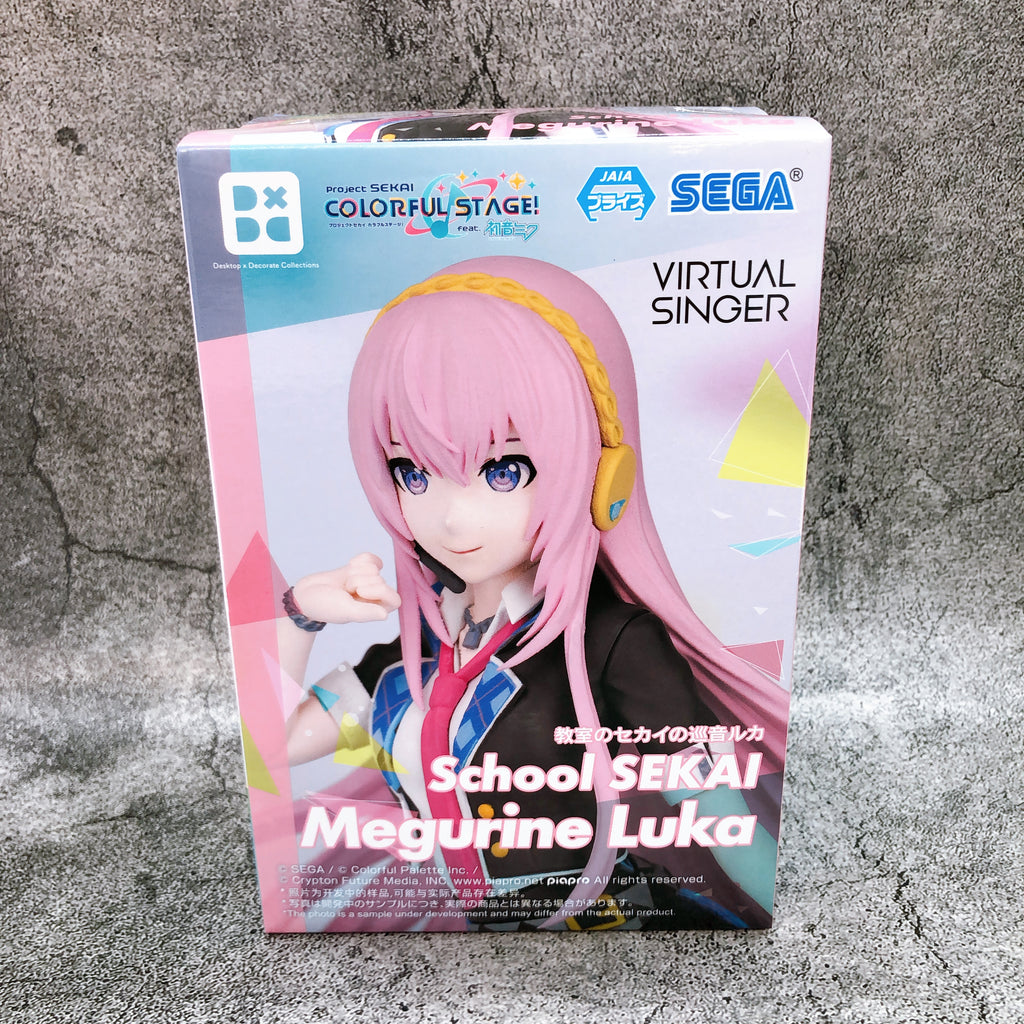 Megurine Luka
D×D
Desktop x Decorate Collections
Project SEKAI
COLORFUL STAGE!
プロジェクトセカイ カラフルステージ!
feat. 初音ミク
JAIA
プライズ
SEGA®
VIRTUAL
SINGER
教室のセカイの巡音ルカ
School SEKAI
Megurine Luka
© SEGA / © Colorful Palette Inc. /
© Crypton Future Media, INC. www.piapro.net piapro All rights reserved.
* 照片为开发中的样品,可能与实际产品存在差异。
* 写真は開発中のサンプルにつき、実際の商品とは異なる場合があります。
*The photo is a sample under development and may differ from the actual product.